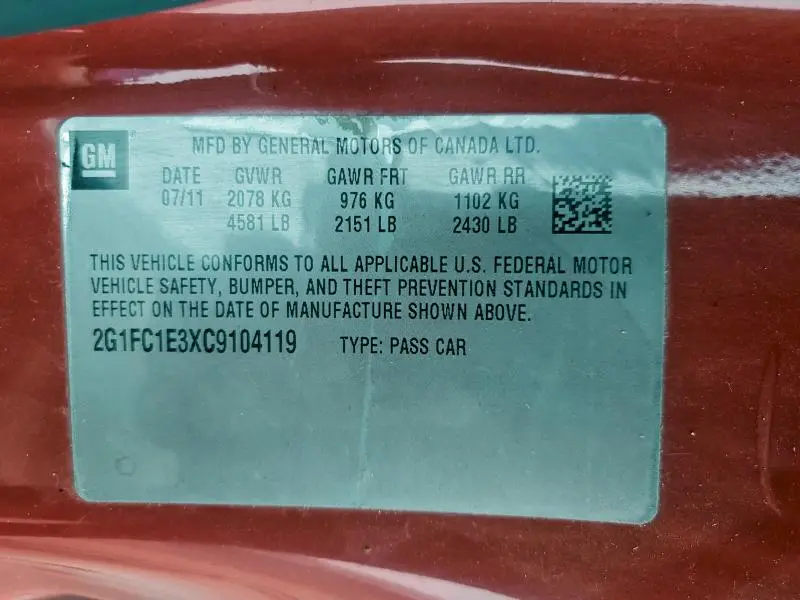 GM
MFD BY GENERAL MOTORS OF CANADA LTD.
DATE GVWR GAWR FRT GAWR RR
07/11 2078 KG 976 KG 1102 KG
4581 LB 2151 LB 2430 LB
THIS VEHICLE CONFORMS TO ALL APPLICABLE U.S. FEDERAL MOTOR
VEHICLE SAFETY, BUMPER, AND THEFT PREVENTION STANDARDS IN
EFFECT ON THE DATE OF MANUFACTURE SHOWN ABOVE.
2G1FC1E3XC9104119 TYPE: PASS CAR